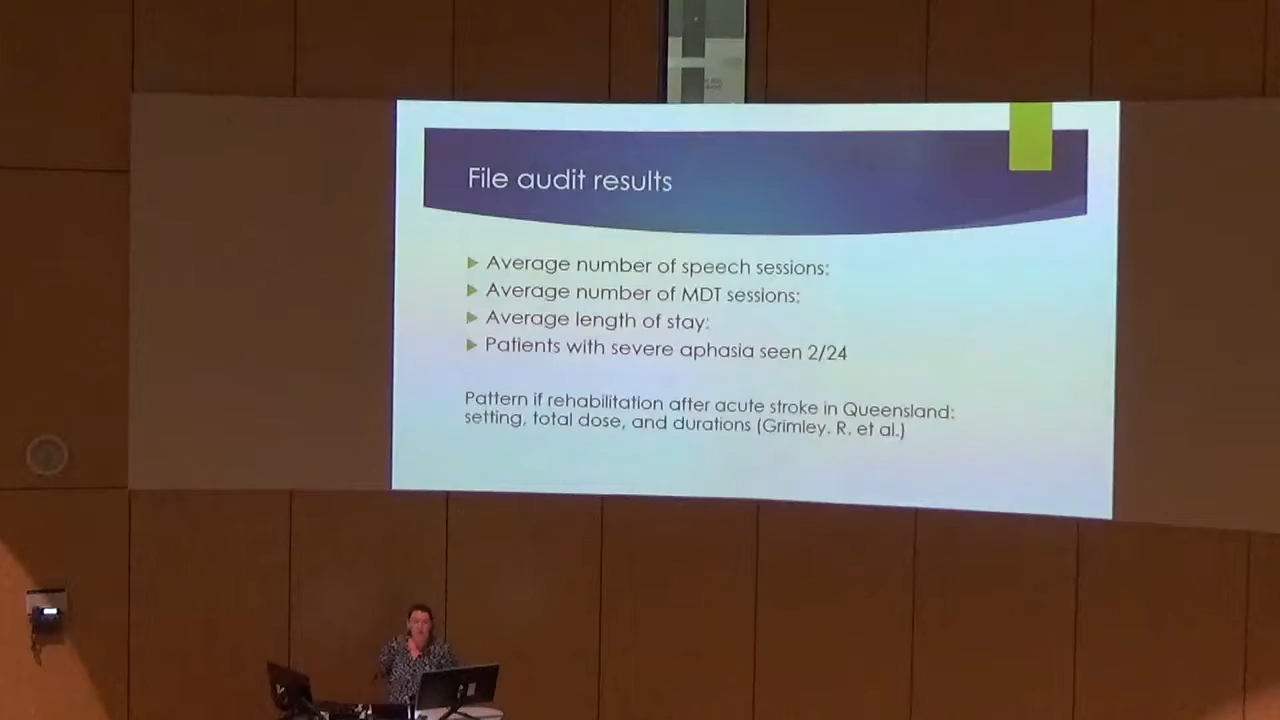 File audit results
Average number of speech sessions:
Average number of MDT sessions:
Average length of stay:
Patients with severe aphasia seen 2/24
Pattern if rehabilitation after acute stroke in Queensland:
setting, total dose, and durations (Grimley. R. et al.)